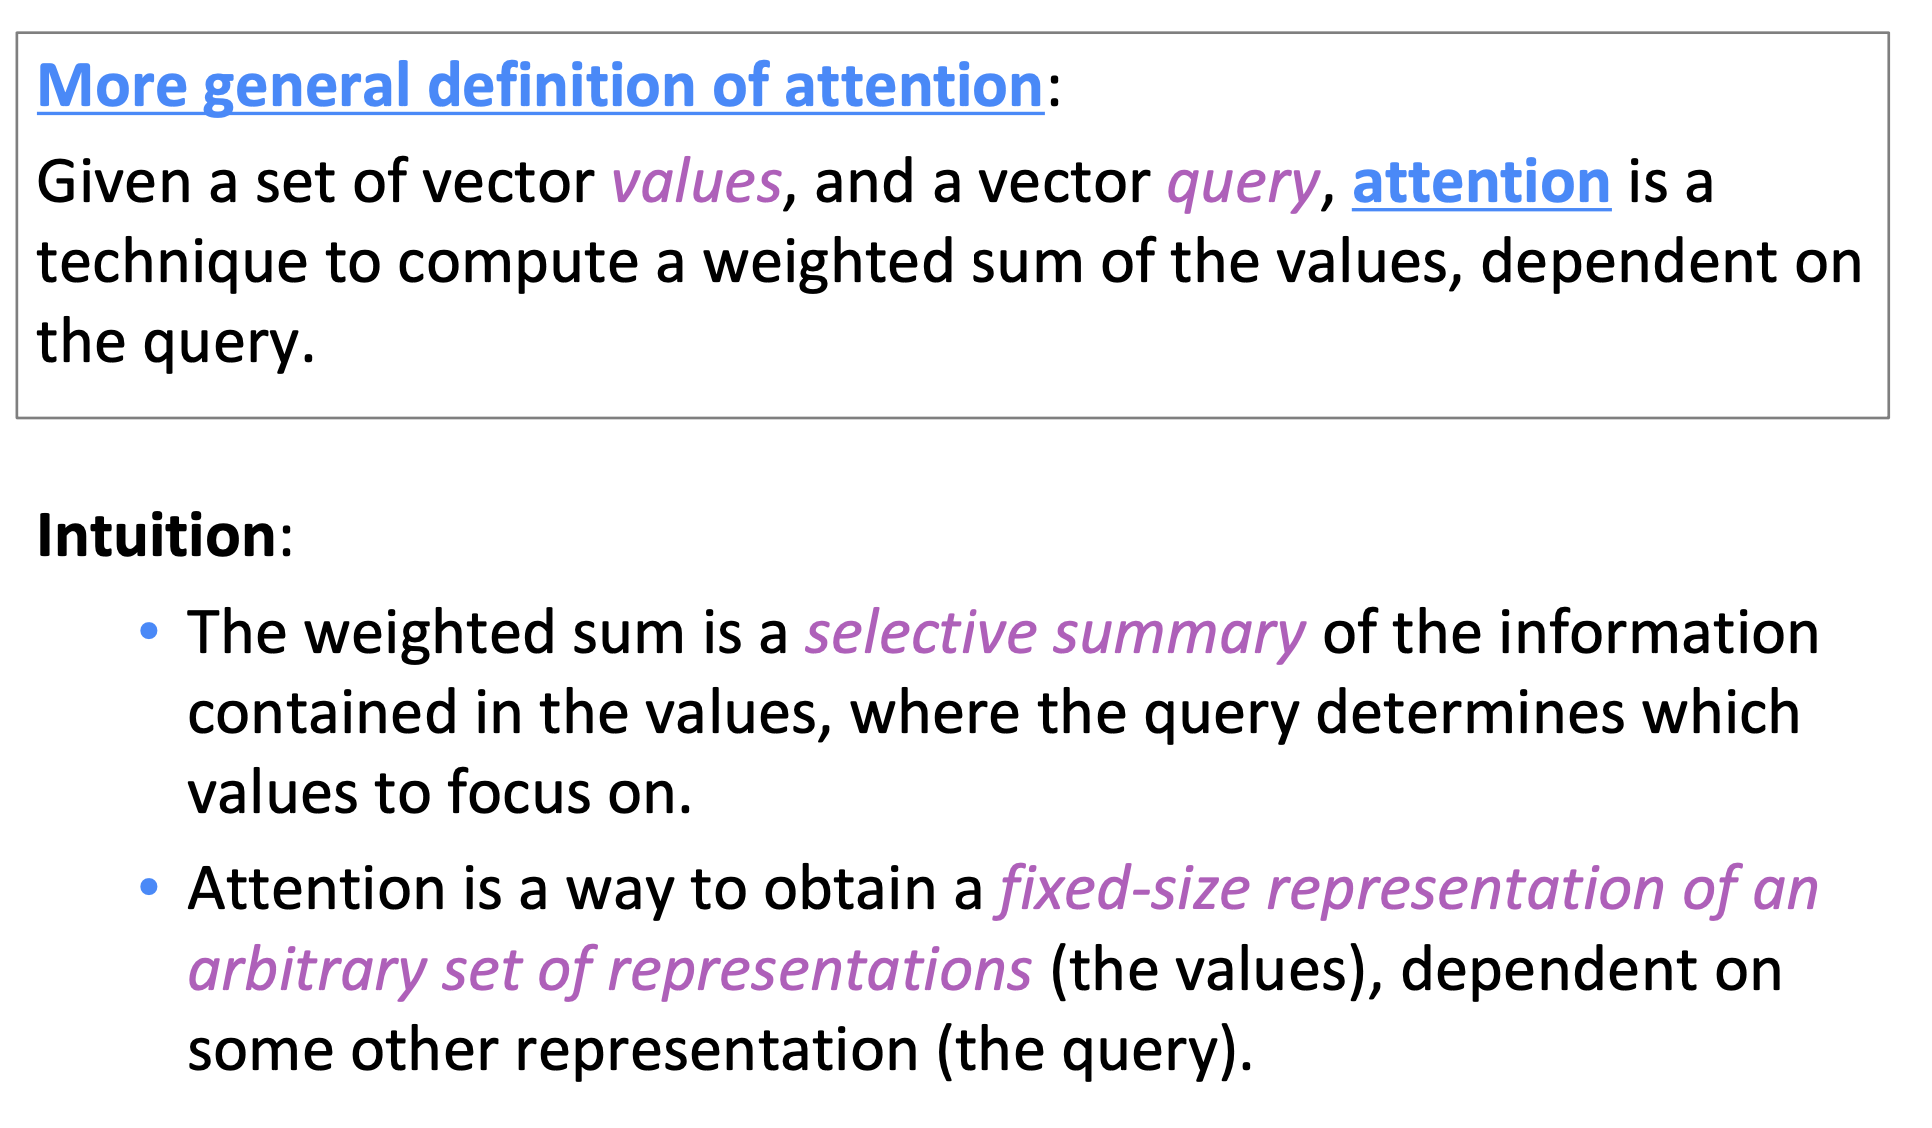 More general definition of attention:
Given a set of vector values, and a vector query, attention is a
technique to compute a weighted sum of the values, dependent on
the query.
Intuition:
• The weighted sum is a selective summary of the information
contained in the values, where the query determines which
values to focus on.
• Attention is a way to obtain a fixed-size representation of an
arbitrary set of representations (the values), dependent on
some other representation (the query).